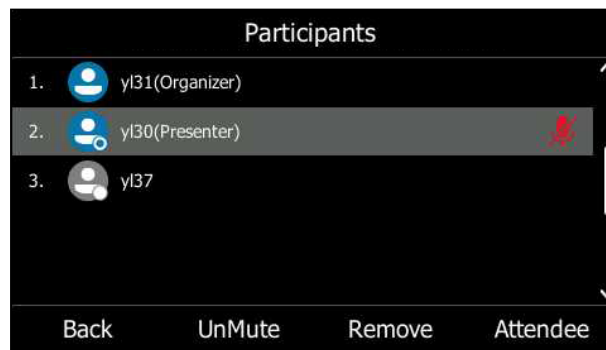 Participants
1. yl31(Organizer)
2. yl30(Presenter)
3. yl37
Back UnMute Remove Attendee